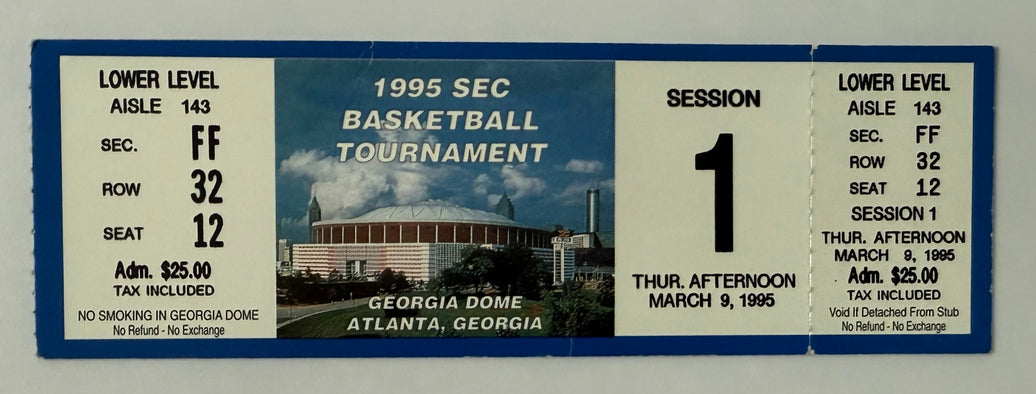 LOWER LEVEL
AISLE 143
SEC. FF
ROW 32
SEAT 12
Adm. $25.00
TAX INCLUDED
NO SMOKING IN GEORGIA DOME
No Refund - No Exchange
1995 SEC
BASKETBALL
TOURNAMENT
GEORGIA DOME
ATLANTA, GEORGIA
SESSION
1
THUR. AFTERNOON
MARCH 9, 1995
LOWER LEVEL
AISLE 143
SEC. FF
ROW 32
SEAT 12
SESSION 1
THUR. AFTERNOON
MARCH 9, 1995
Adm. $25.00
TAX INCLUDED
Void If Detached From Stub
No Refund - No Exchange